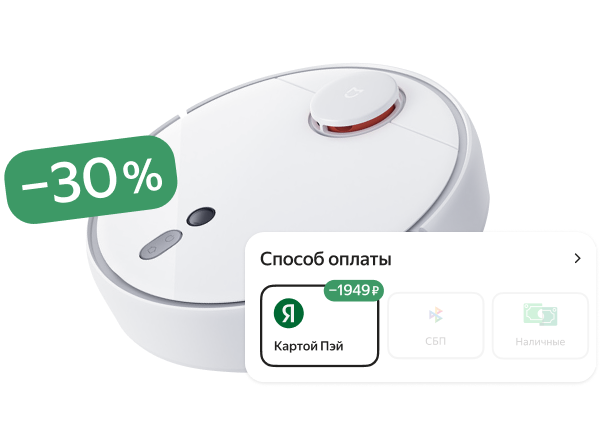 −30%
Способ оплаты
−1949₽
Я
Картой Пэй
СБП
Наличные